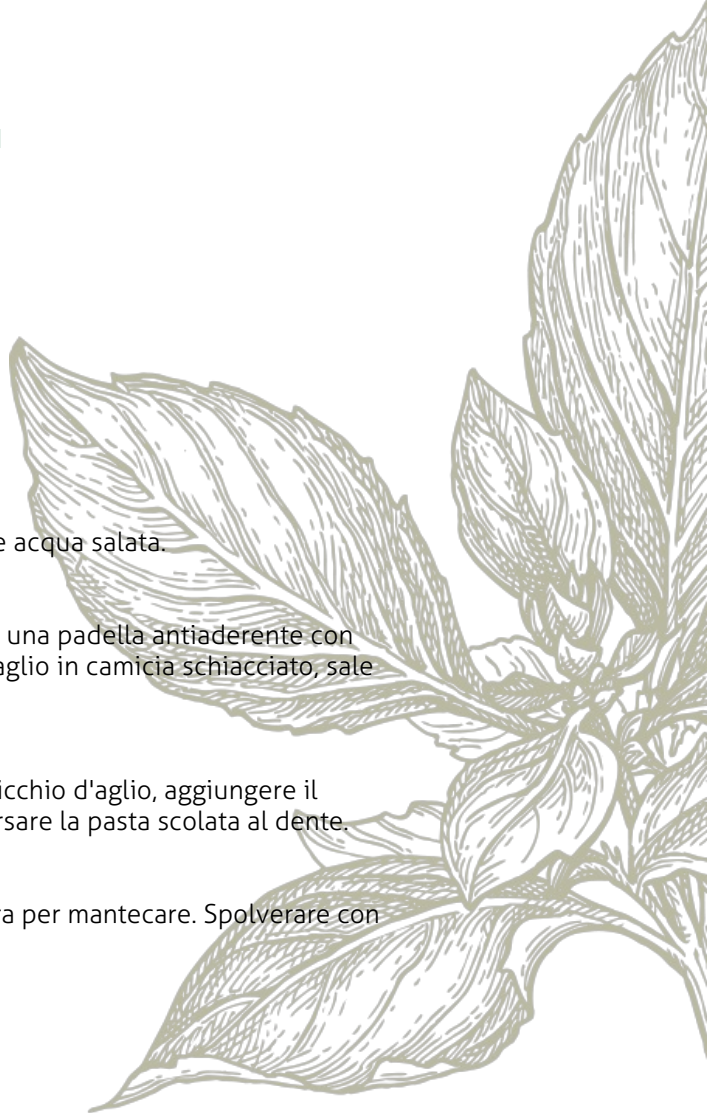 e acqua salata.
una padella antiaderente con
aglio in camicia schiacciato, sale
icchio d'aglio, aggiungere il
rsare la pasta scolata al dente.
ra per mantecare. Spolverare con